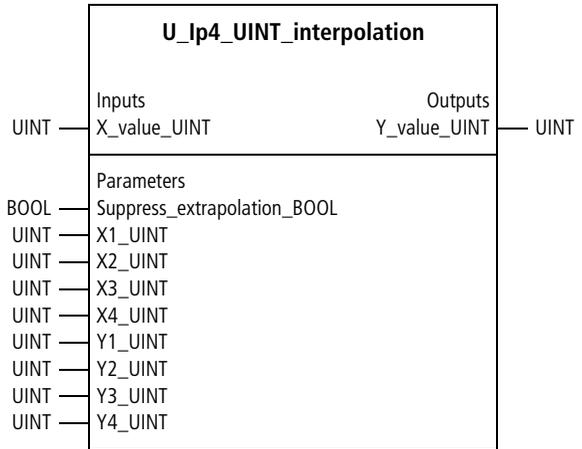 U_Ip4_UINT_interpolation
Inputs Outputs
UINT X_value_UINT Y_value_UINT UINT
Parameters
BOOL Suppress_extrapolation_BOOL
UINT X1_UINT
UINT X2_UINT
UINT X3_UINT
UINT X4_UINT
UINT Y1_UINT
UINT Y2_UINT
UINT Y3_UINT
UINT Y4_UINT